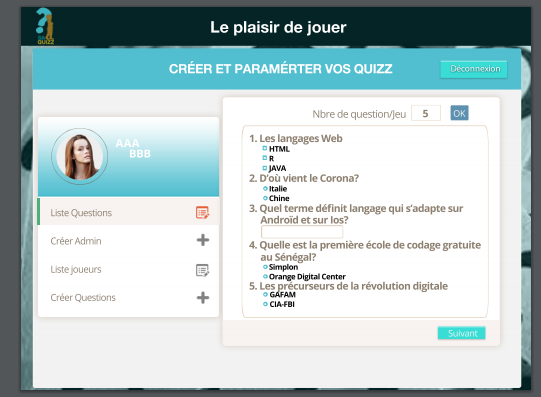 Le plaisir de jouer
QUIZZ
CRÉER ET PARAMÉRTER VOS QUIZZ
Déconnexion
AAA
BBB
Liste Questions
Créer Admin
Liste joueurs
Créer Questions
Nbre de question/Jeu 5 OK
1. Les langages Web
HTML
R
JAVA
2. D'où vient le Corona?
Italie
Chine
3. Quel terme définit langage qui s'adapte sur
Androïd et sur Ios?
4. Quelle est la première école de codage gratuite
au Sénégal?
Simplon
Orange Digital Center
5. Les précurseurs de la révolution digitale
GAFAM
CIA-FBI
Suivant